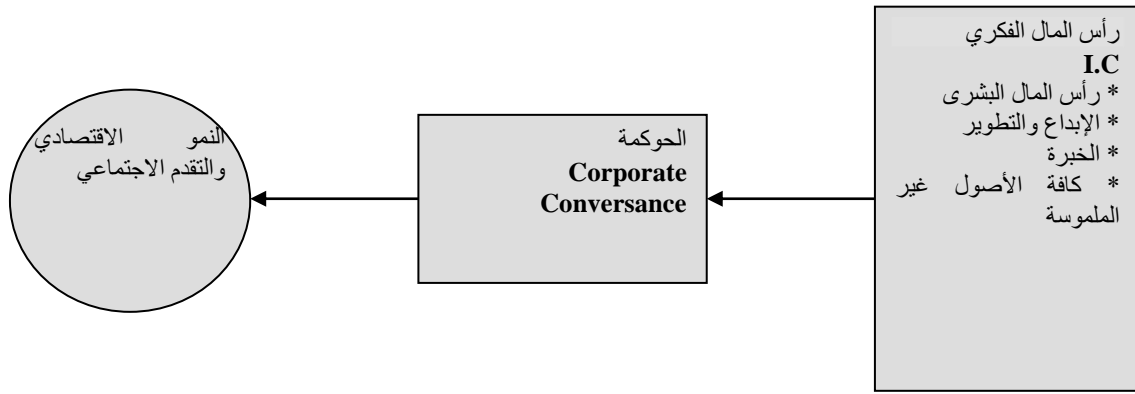 رأس المال الفكري
I.C
* رأس المال البشرى
* الإبداع والتطوير
* الخبرة
* كافة الأصول غير
الملموسة
الحوكمة
Corporate
Conversance
النمو الاقتصادي
والتقدم الاجتماعي